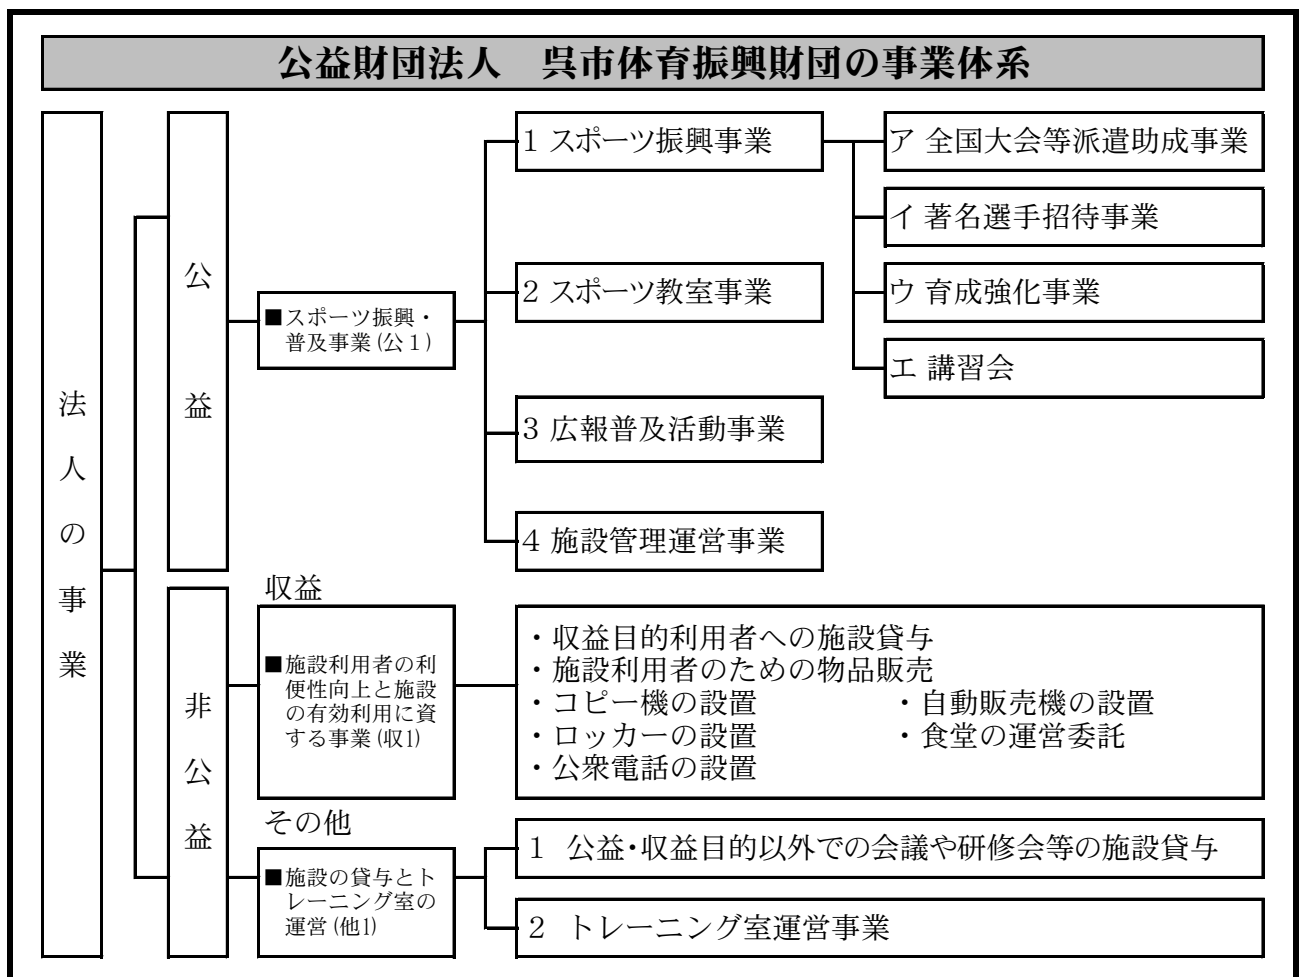 公益財団法人　呉市体育振興財団の事業体系
法人の事業
公益
■スポーツ振興・
普及事業(公1)
1 スポーツ振興事業
ア 全国大会等派遣助成事業
イ 著名選手招待事業
ウ 育成強化事業
エ 講習会
2 スポーツ教室事業
3 広報普及活動事業
4 施設管理運営事業
非公益
収益
■施設利用者の利
便性向上と施設
の有効利用に資
する事業(収1)
・収益目的利用者への施設貸与
・施設利用者のための物品販売
・コピー機の設置　・自動販売機の設置
・ロッカーの設置　・食堂の運営委託
・公衆電話の設置
その他
■施設の貸与とト
レーニング室の
運営(他1)
1　公益・収益目的以外での会議や研修会等の施設貸与
2　トレーニング室運営事業